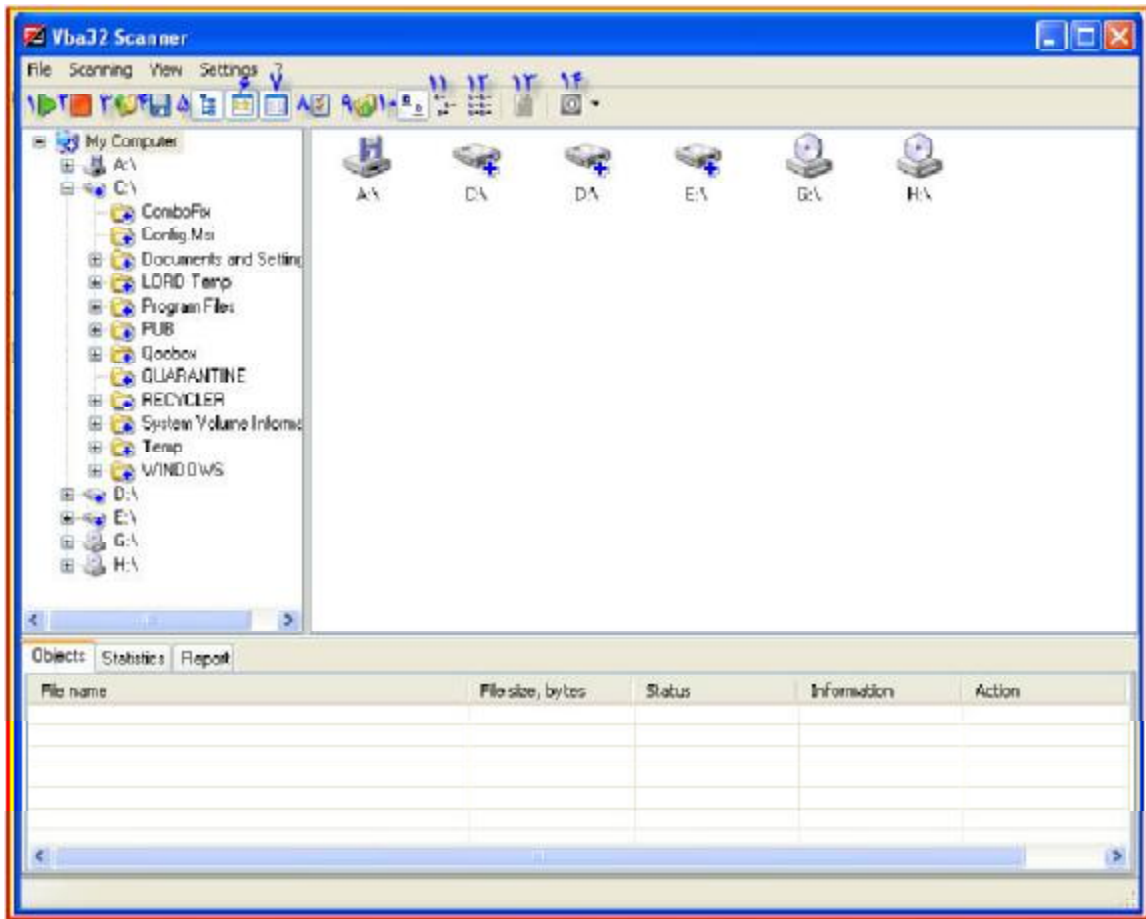 Vba32 Scanner
File Scanning View Settings ?
۱ ۲ ۳ ۴ ۵ ۶ ۷ ۸ ۹ ۱۰ ۱۱ ۱۲ ۱۳ ۱۴
My Computer
A:\
C:\
ComboFix
Config.Msi
Documents and Setting
LORD Temp
Program Files
PUB
Qoobox
QUARANTINE
RECYCLER
System Volume Informa
Temp
WINDOWS
D:\
E:\
G:\
H:\
A:\ C:\ D:\ E:\ G:\ H:\
Objects Statistics Report
File name File size, bytes Status Information Action